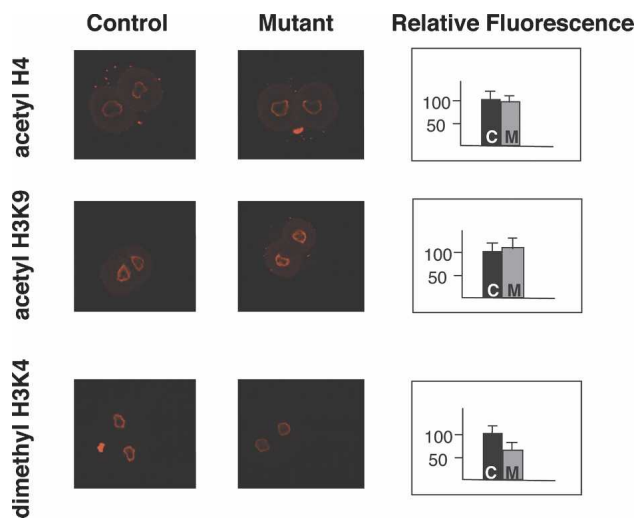 Control Mutant Relative Fluorescence
acetyl H4
100
50
C M
acetyl H3K9
100
50
C M
dimethyl H3K4
100
50
C M